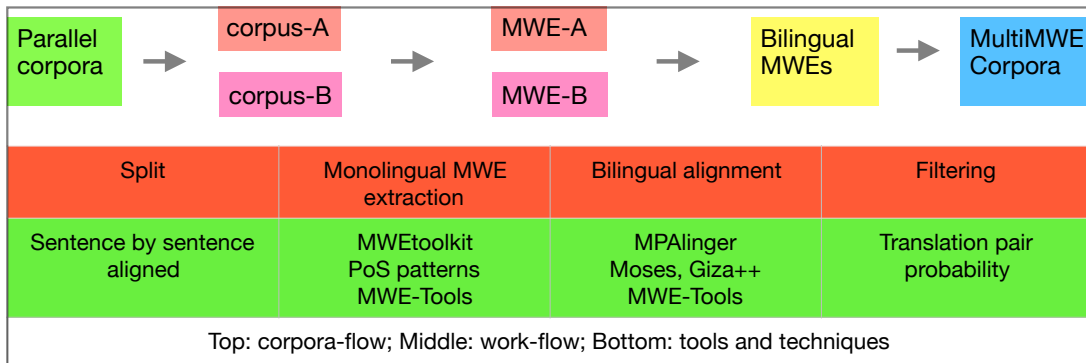 Parallel
corpora
corpus-A
corpus-B
MWE-A
MWE-B
Bilingual
MWEs
MultiMWE
Corpora
Split
Monolingual MWE
extraction
Bilingual alignment
Filtering
Sentence by sentence
aligned
MWEtoolkit
PoS patterns
MWE-Tools
MPAlinger
Moses, Giza++
MWE-Tools
Translation pair
probability
Top: corpora-flow; Middle: work-flow; Bottom: tools and techniques